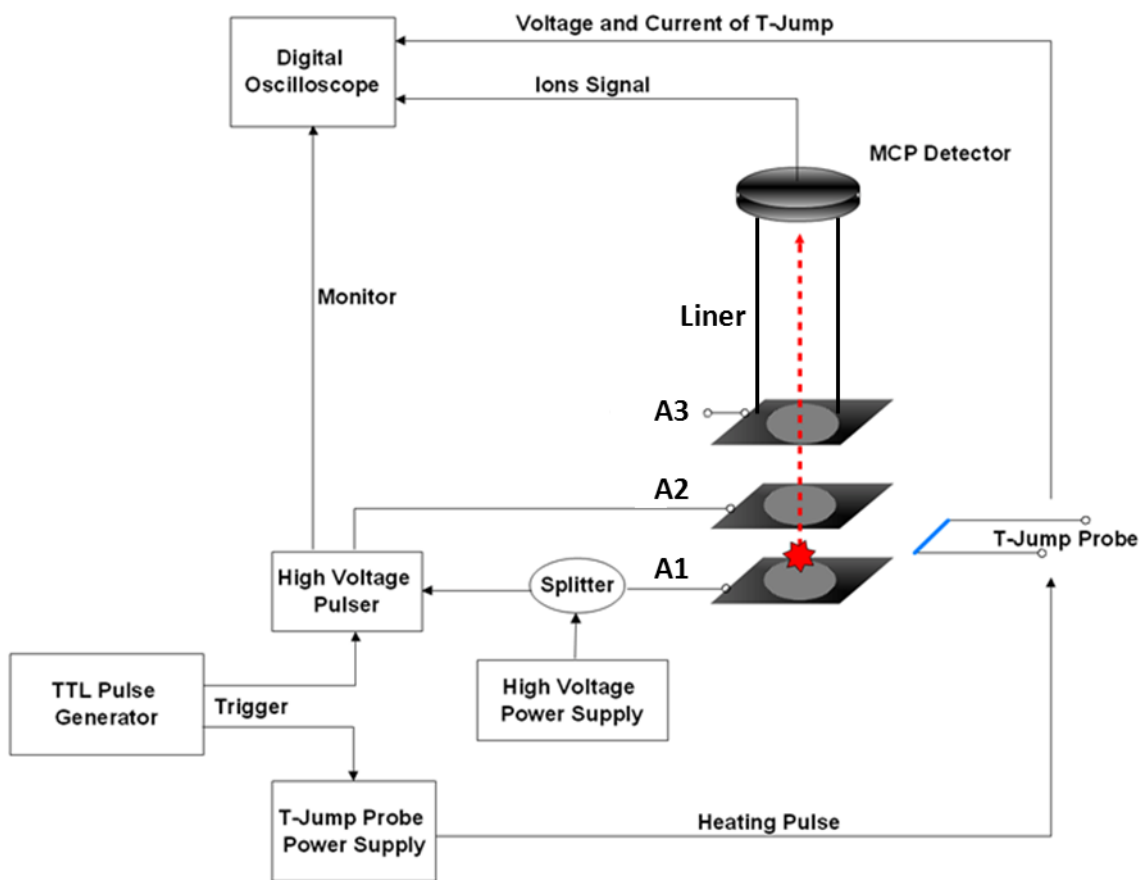 Voltage and Current of T-Jump
Digital
Oscilloscope
Ions Signal
MCP Detector
Monitor
Liner
A3
A2
T-Jump Probe
A1
High Voltage
Pulser
Splitter
TTL Pulse
Generator
Trigger
High Voltage
Power Supply
T-Jump Probe
Power Supply
Heating Pulse